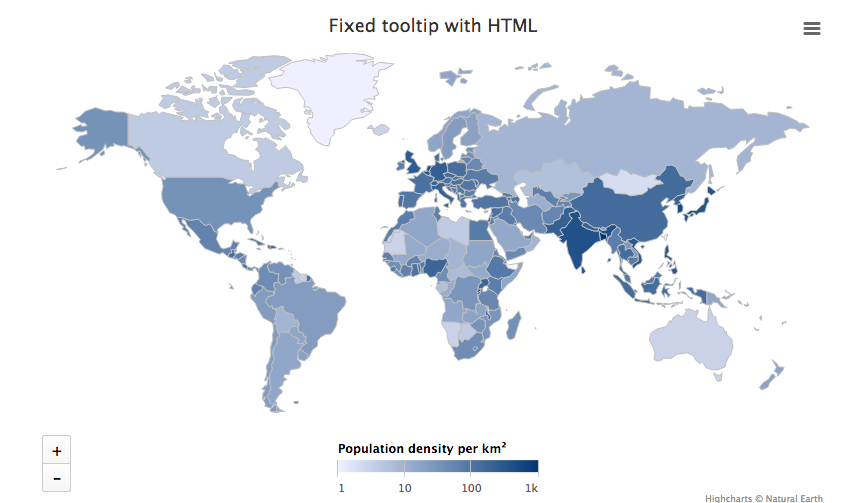 Fixed tooltip with HTML
+
-
Population density per km²
1 10 100 1k
Highcharts © Natural Earth